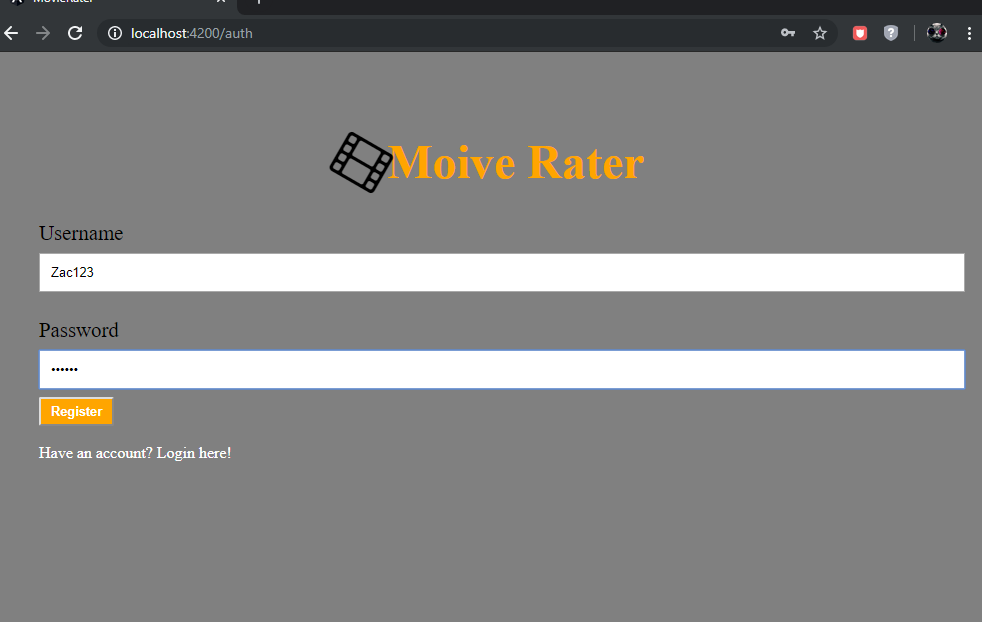 MovieRater
localhost:4200/auth
Moive Rater
Username
Zac123
Password
••••••
Register
Have an account? Login here!